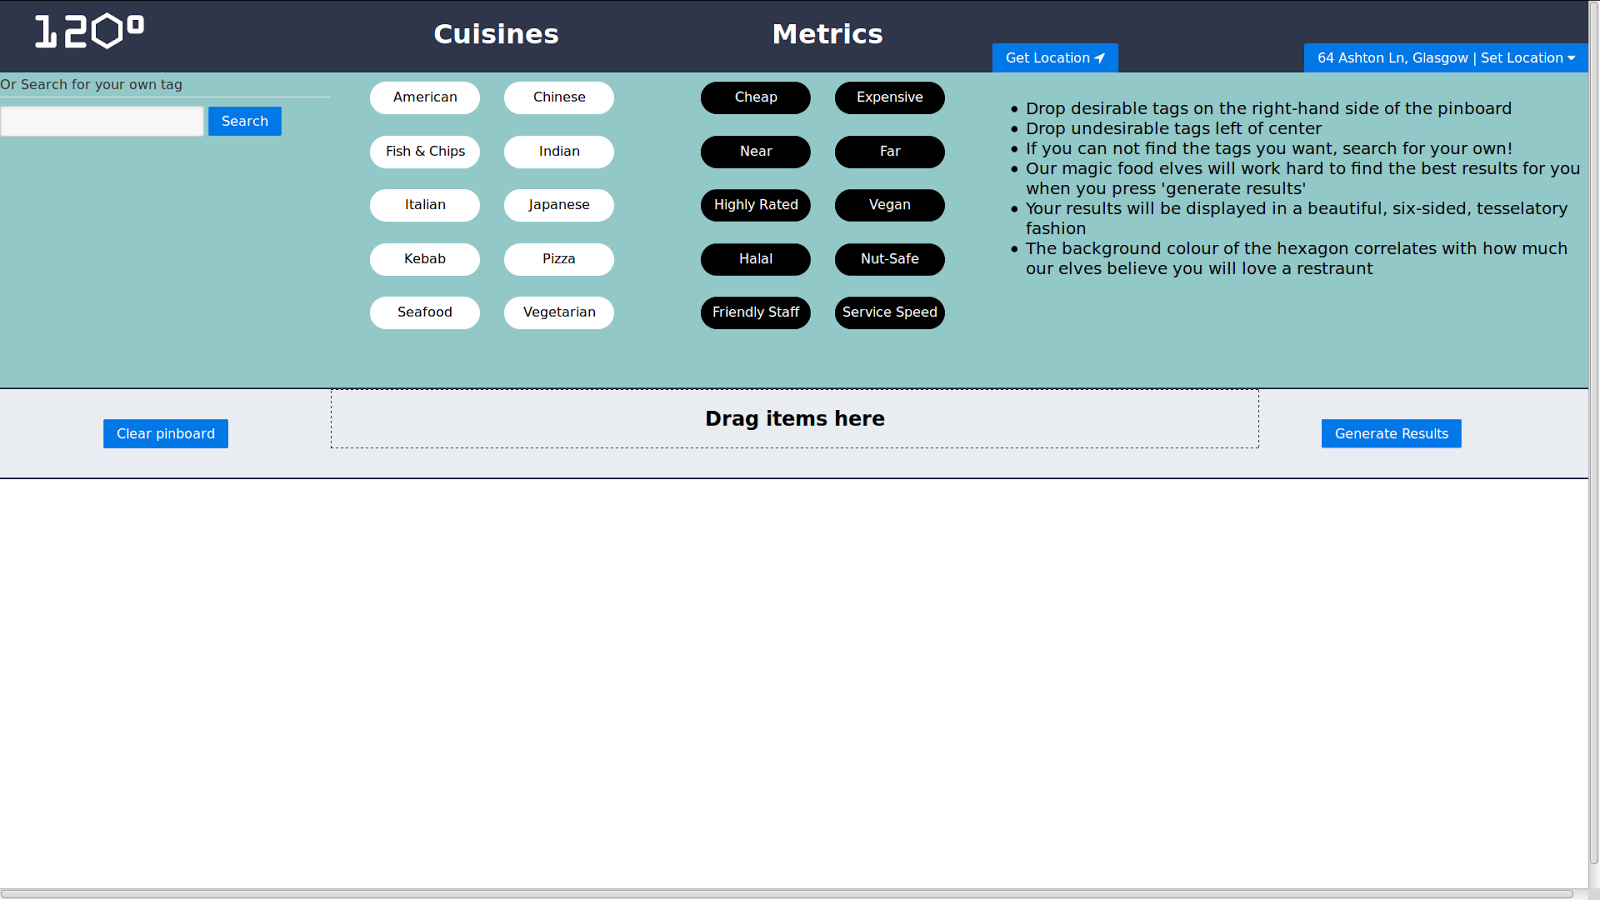 120°
Cuisines
Metrics
Get Location
64 Ashton Ln, Glasgow | Set Location
Or Search for your own tag
Search
American
Chinese
Fish & Chips
Indian
Italian
Japanese
Kebab
Pizza
Seafood
Vegetarian
Cheap
Expensive
Near
Far
Highly Rated
Vegan
Halal
Nut-Safe
Friendly Staff
Service Speed
Drop desirable tags on the right-hand side of the pinboard
Drop undesirable tags left of center
If you can not find the tags you want, search for your own!
Our magic food elves will work hard to find the best results for you
when you press 'generate results'
Your results will be displayed in a beautiful, six-sided, tesselatory
fashion
The background colour of the hexagon correlates with how much
our elves believe you will love a restraunt
Clear pinboard
Drag items here
Generate Results